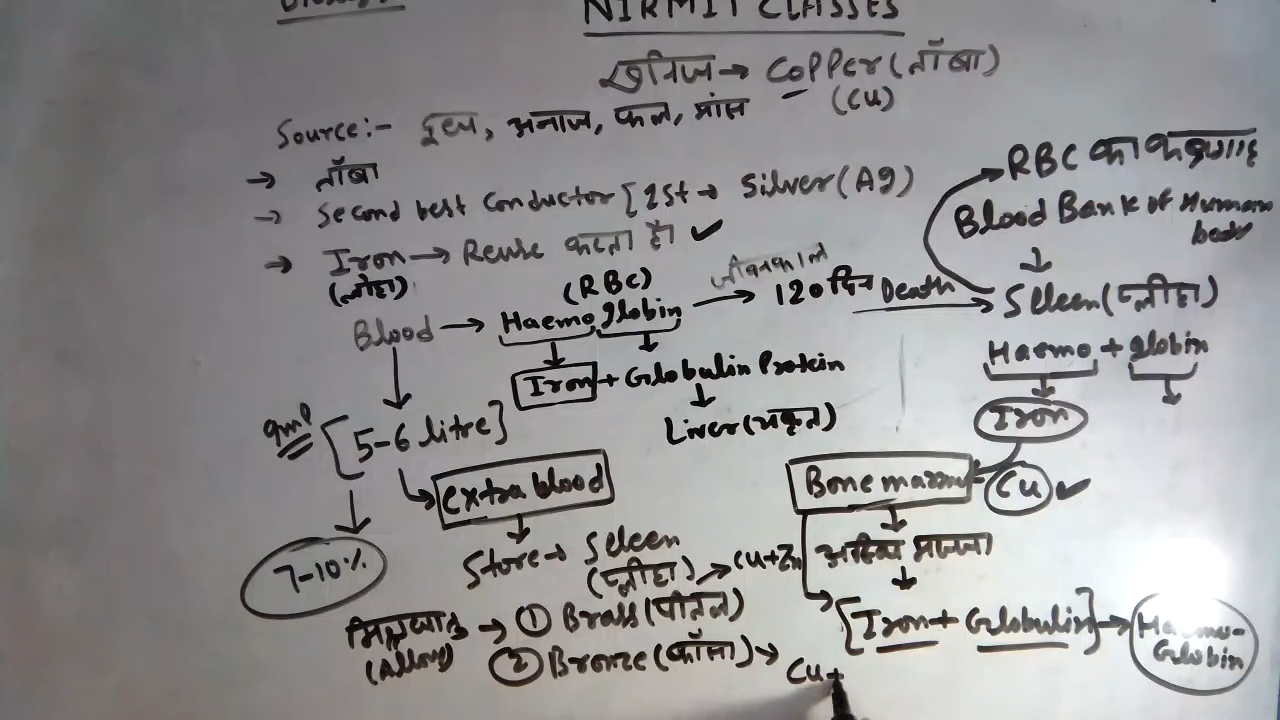 NIRMIT CLASSES
खनिज → Copper (ताँबा)
(Cu)
Source:- दूध, अनाज, फल, मांस
→ ताँबा
→ Second best conductor [1st → Silver (Ag)
→ Iron → Reuse करता है ✓
(लोहा)
RBC का कब्रगाह
Blood Bank of Human
↓
Seleen (प्लीहा)
Blood → Haemoglobin → 120 दिन Death →
(RBC)
जीवनकाल
Iron + Globulin Protein
↓
Liver (यकृत)
Haemo + globin
Iron
Cu ✓
imp [5-6 litre]
7-10%
Extra blood
↓
Store → Seleen
(प्लीहा)
Bone marrow
↓
अस्थि मज्जा
↓
[Iron + Globulin] → Haemo-
Globin
मिश्रधातु → ① Brass (पीतल) → Cu+Zn
(Alloy) ② Bronze (काँसा) →
Cu+